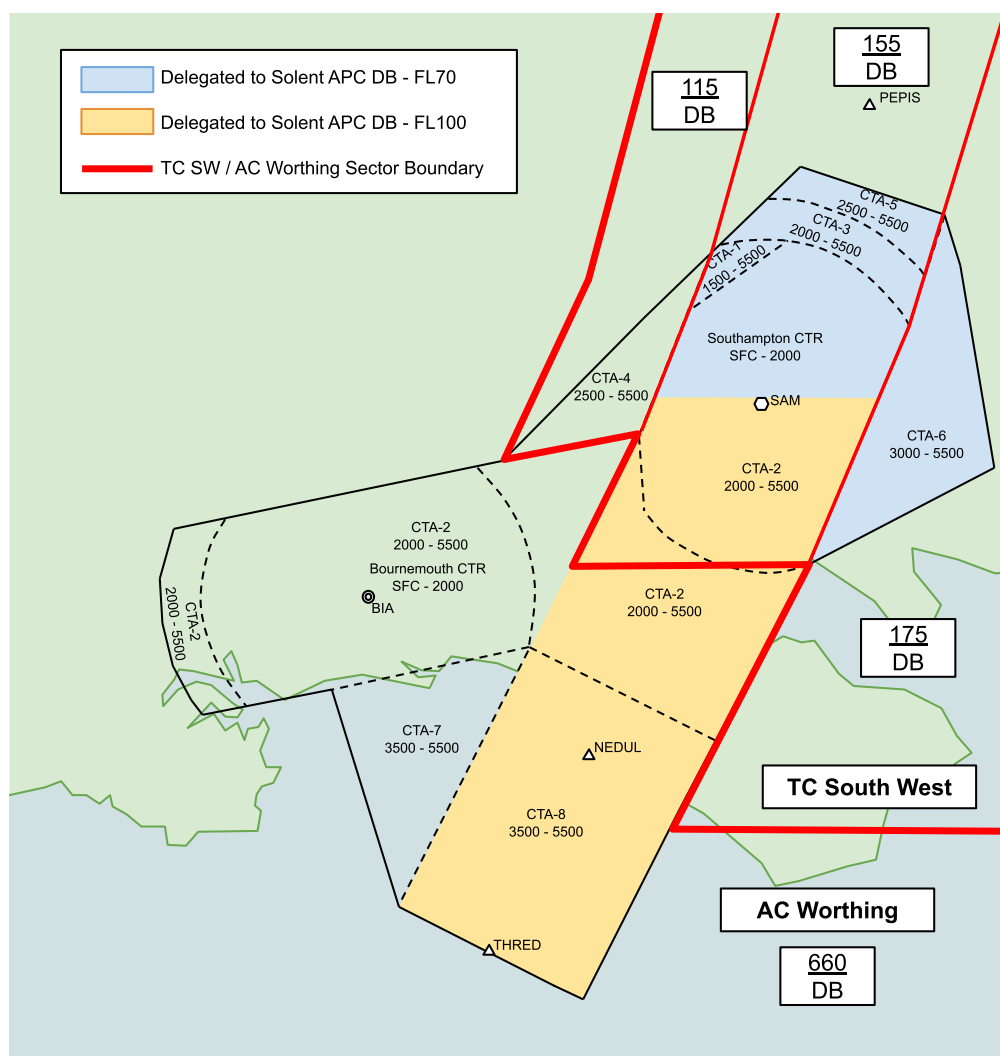 Delegated to Solent APC DB - FL70
Delegated to Solent APC DB - FL100
TC SW / AC Worthing Sector Boundary
115
DB
155
DB
PEPIS
CTA-5
2500 - 5500
CTA-3
2000 - 5500
CTA-1
1500 - 5500
Southampton CTR
SFC - 2000
CTA-4
2500 - 5500
SAM
CTA-6
3000 - 5500
CTA-2
2000 - 5500
CTA-2
2000 - 5500
Bournemouth CTR
SFC - 2000
BIA
CTA-2
2000 - 5500
CTA-2
2000 - 5500
175
DB
CTA-7
3500 - 5500
NEDUL
TC South West
CTA-8
3500 - 5500
AC Worthing
THRED
660
DB